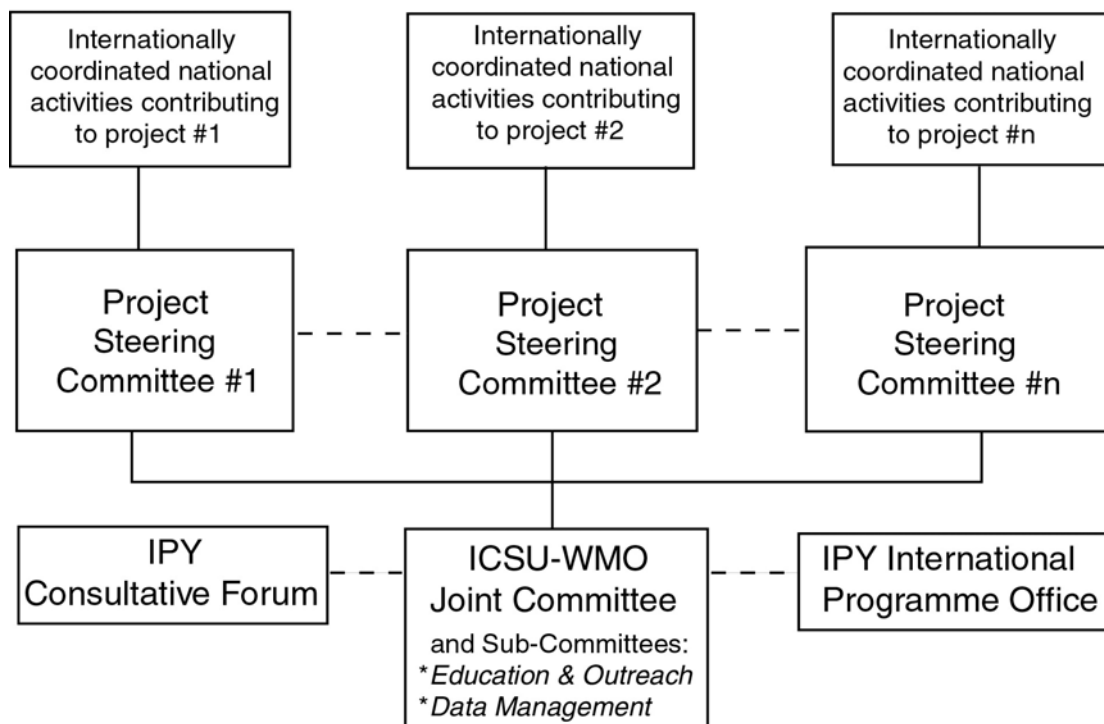 Internationally
coordinated national
activities contributing
to project #1
Internationally
coordinated national
activities contributing
to project #2
Internationally
coordinated national
activities contributing
to project #n
Project
Steering
Committee #1
Project
Steering
Committee #2
Project
Steering
Committee #n
IPY
Consultative Forum
ICSU-WMO
Joint Committee
and Sub-Committees:
*Education & Outreach
*Data Management
IPY International
Programme Office